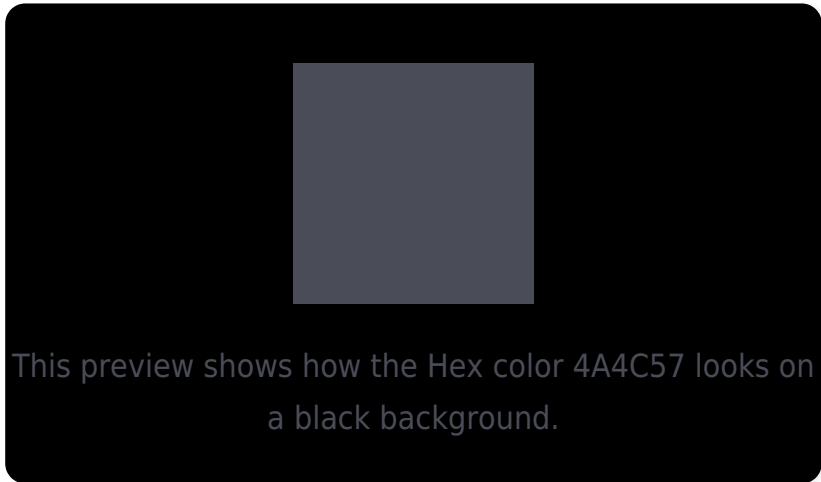 This preview shows how the Hex color 4A4C57 looks on
a black background.